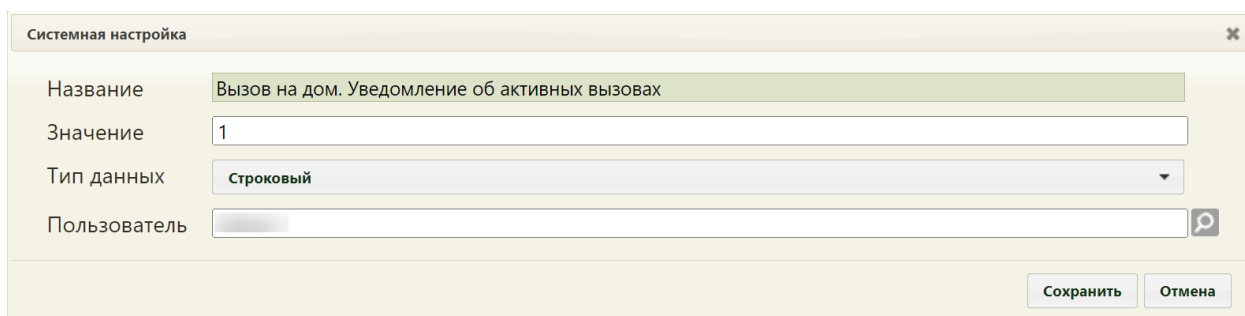 Системная настройка
Название Вызов на дом. Уведомление об активных вызовах
Значение 1
Тип данных Строковый
Пользователь
Сохранить Отмена